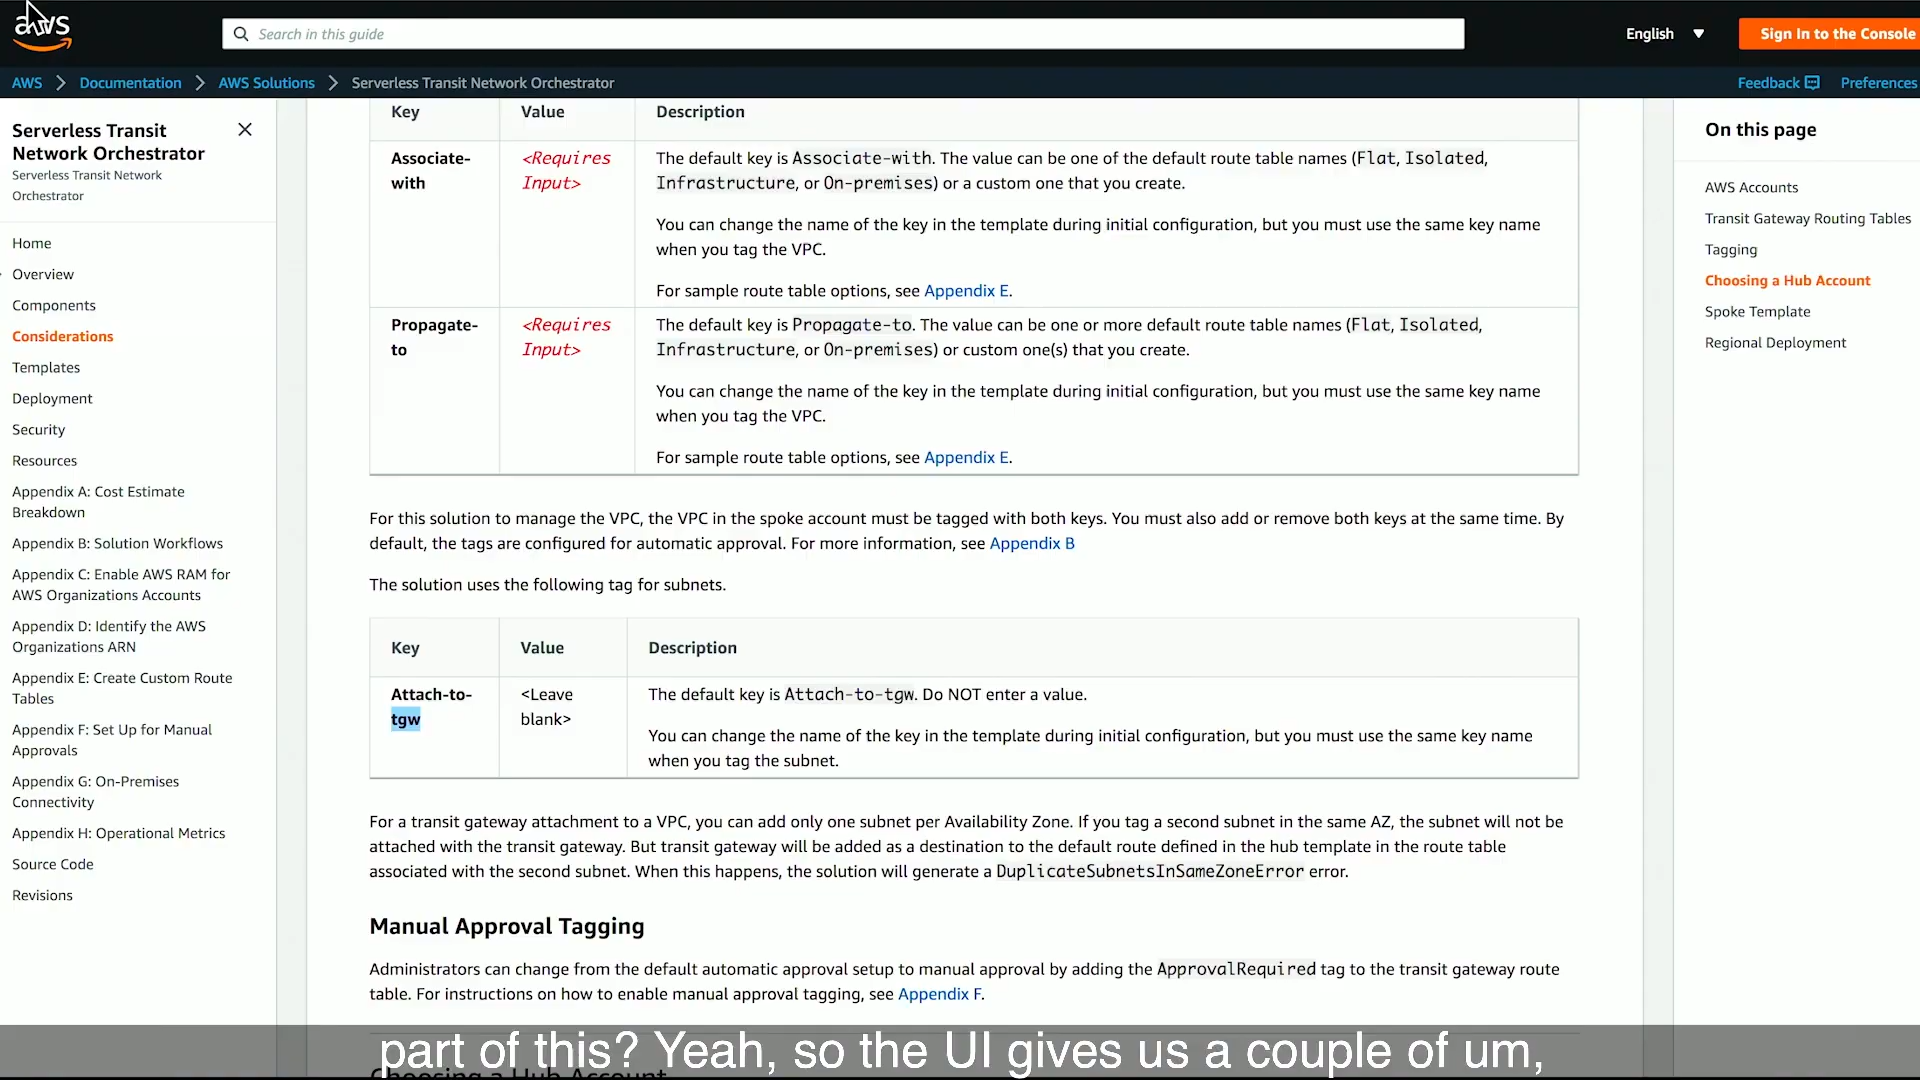 aws
Search in this guide
English
Sign In to the Console
AWS
Documentation
AWS Solutions
Serverless Transit Network Orchestrator
Feedback
Preferences
Serverless Transit
Network Orchestrator
Serverless Transit Network
Orchestrator
Home
Overview
Components
Considerations
Templates
Deployment
Security
Resources
Appendix A: Cost Estimate
Breakdown
Appendix B: Solution Workflows
Appendix C: Enable AWS RAM for
AWS Organizations Accounts
Appendix D: Identify the AWS
Organizations ARN
Appendix E: Create Custom Route
Tables
Appendix F: Set Up for Manual
Approvals
Appendix G: On-Premises
Connectivity
Appendix H: Operational Metrics
Source Code
Revisions
Key Value Description
Associate-
with
<Requires
Input>
The default key is Associate-with. The value can be one of the default route table names (Flat, Isolated,
Infrastructure, or On-premises) or a custom one that you create.
You can change the name of the key in the template during initial configuration, but you must use the same key name
when you tag the VPC.
For sample route table options, see Appendix E.
Propagate-
to
<Requires
Input>
The default key is Propagate-to. The value can be one or more default route table names (Flat, Isolated,
Infrastructure, or On-premises) or custom one(s) that you create.
You can change the name of the key in the template during initial configuration, but you must use the same key name
when you tag the VPC.
For sample route table options, see Appendix E.
For this solution to manage the VPC, the VPC in the spoke account must be tagged with both keys. You must also add or remove both keys at the same time. By
default, the tags are configured for automatic approval. For more information, see Appendix B
The solution uses the following tag for subnets.
Key Value Description
Attach-to-
tgw
<Leave
blank>
The default key is Attach-to-tgw. Do NOT enter a value.
You can change the name of the key in the template during initial configuration, but you must use the same key name
when you tag the subnet.
For a transit gateway attachment to a VPC, you can add only one subnet per Availability Zone. If you tag a second subnet in the same AZ, the subnet will not be
attached with the transit gateway. But transit gateway will be added as a destination to the default route defined in the hub template in the route table
associated with the second subnet. When this happens, the solution will generate a DuplicateSubnetsInSameZoneError error.
Manual Approval Tagging
Administrators can change from the default automatic approval setup to manual approval by adding the ApprovalRequired tag to the transit gateway route
table. For instructions on how to enable manual approval tagging, see Appendix F.
Choosing a Hub Account
part of this? Yeah, so the UI gives us a couple of um,
On this page
AWS Accounts
Transit Gateway Routing Tables
Tagging
Choosing a Hub Account
Spoke Template
Regional Deployment